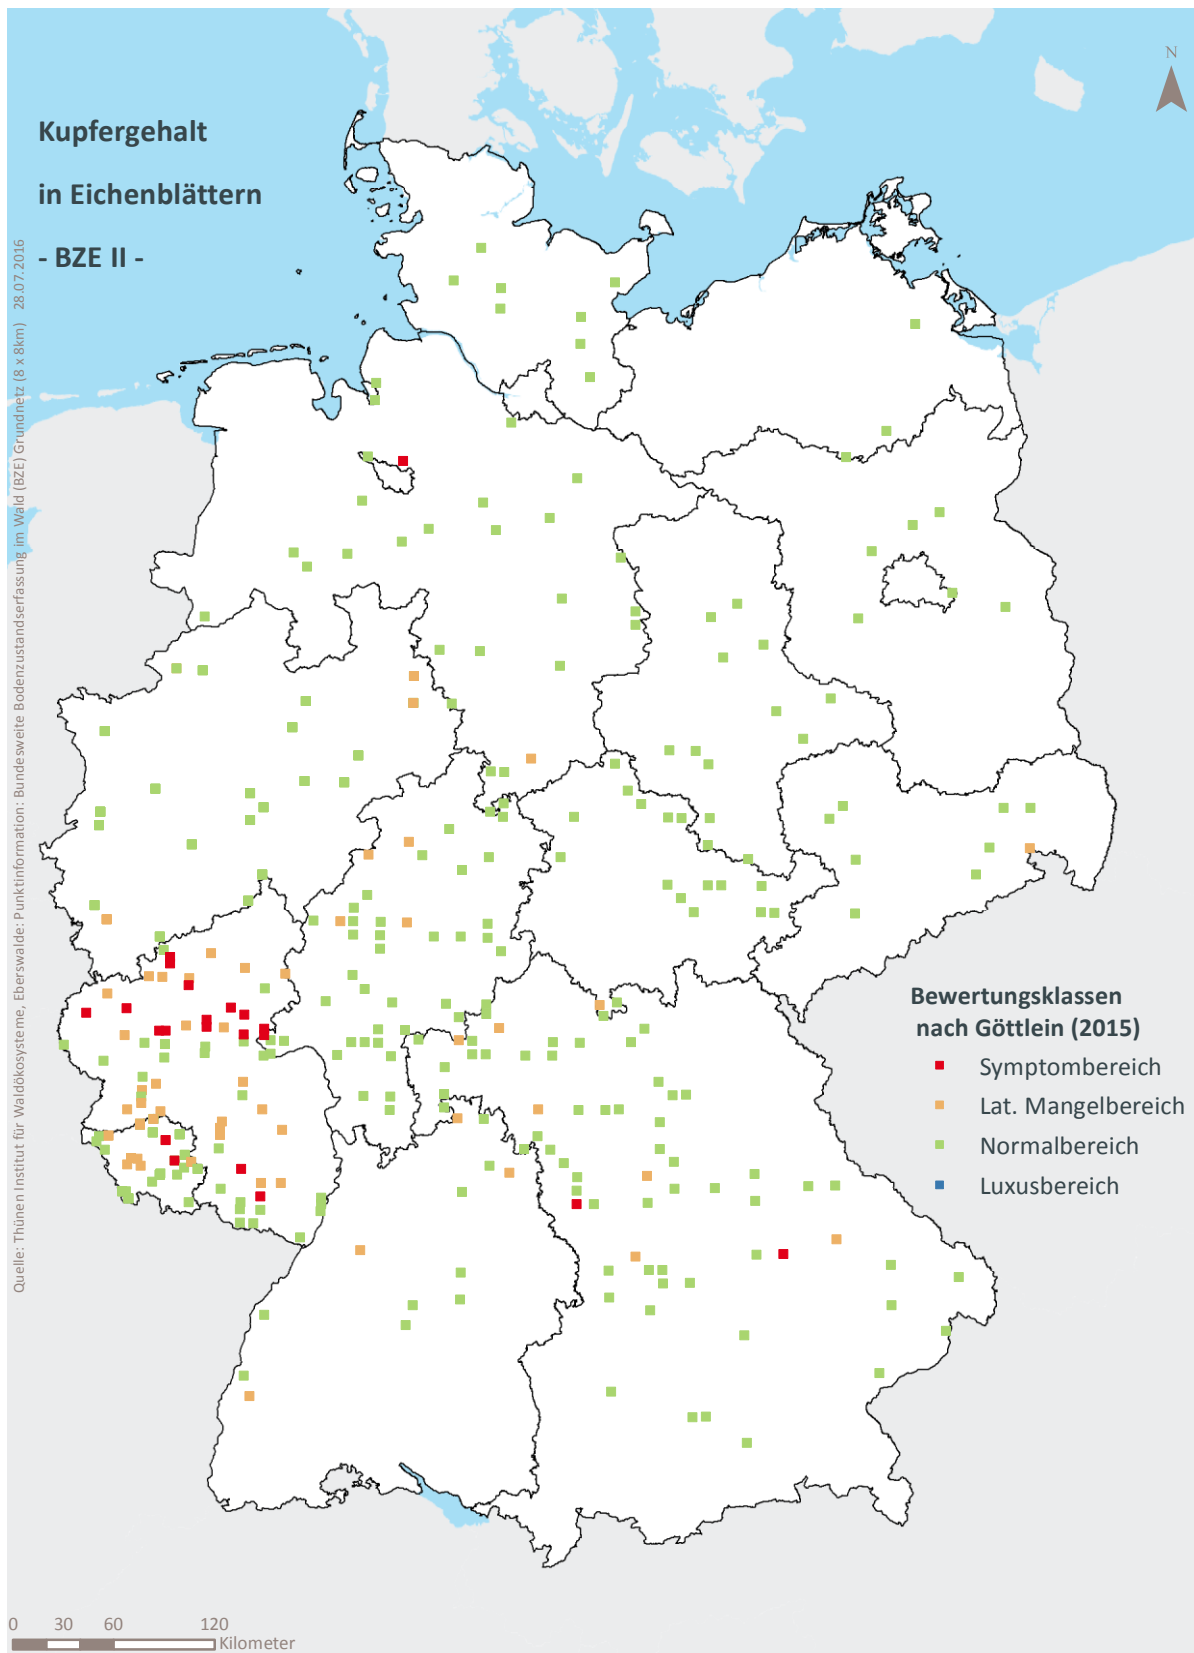 N
Kupfergehalt
in Eichenblättern
- BZE II -
Quelle: Thünen Institut für Waldökosysteme, Eberswalde: Punktinformation: Bundesweite Bodenzustandserfassung im Wald (BZE) Grundnetz (8 x 8km) 28.07.2016
Bewertungsklassen
nach Göttlein (2015)
Symptombereich
Lat. Mangelbereich
Normalbereich
Luxusbereich
0 30 60 120
Kilometer